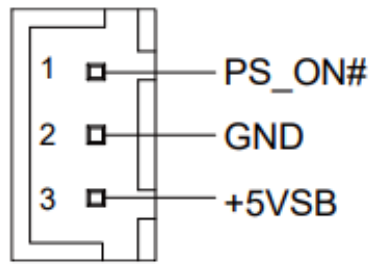 1 PS_ON#
2 GND
3 +5VSB